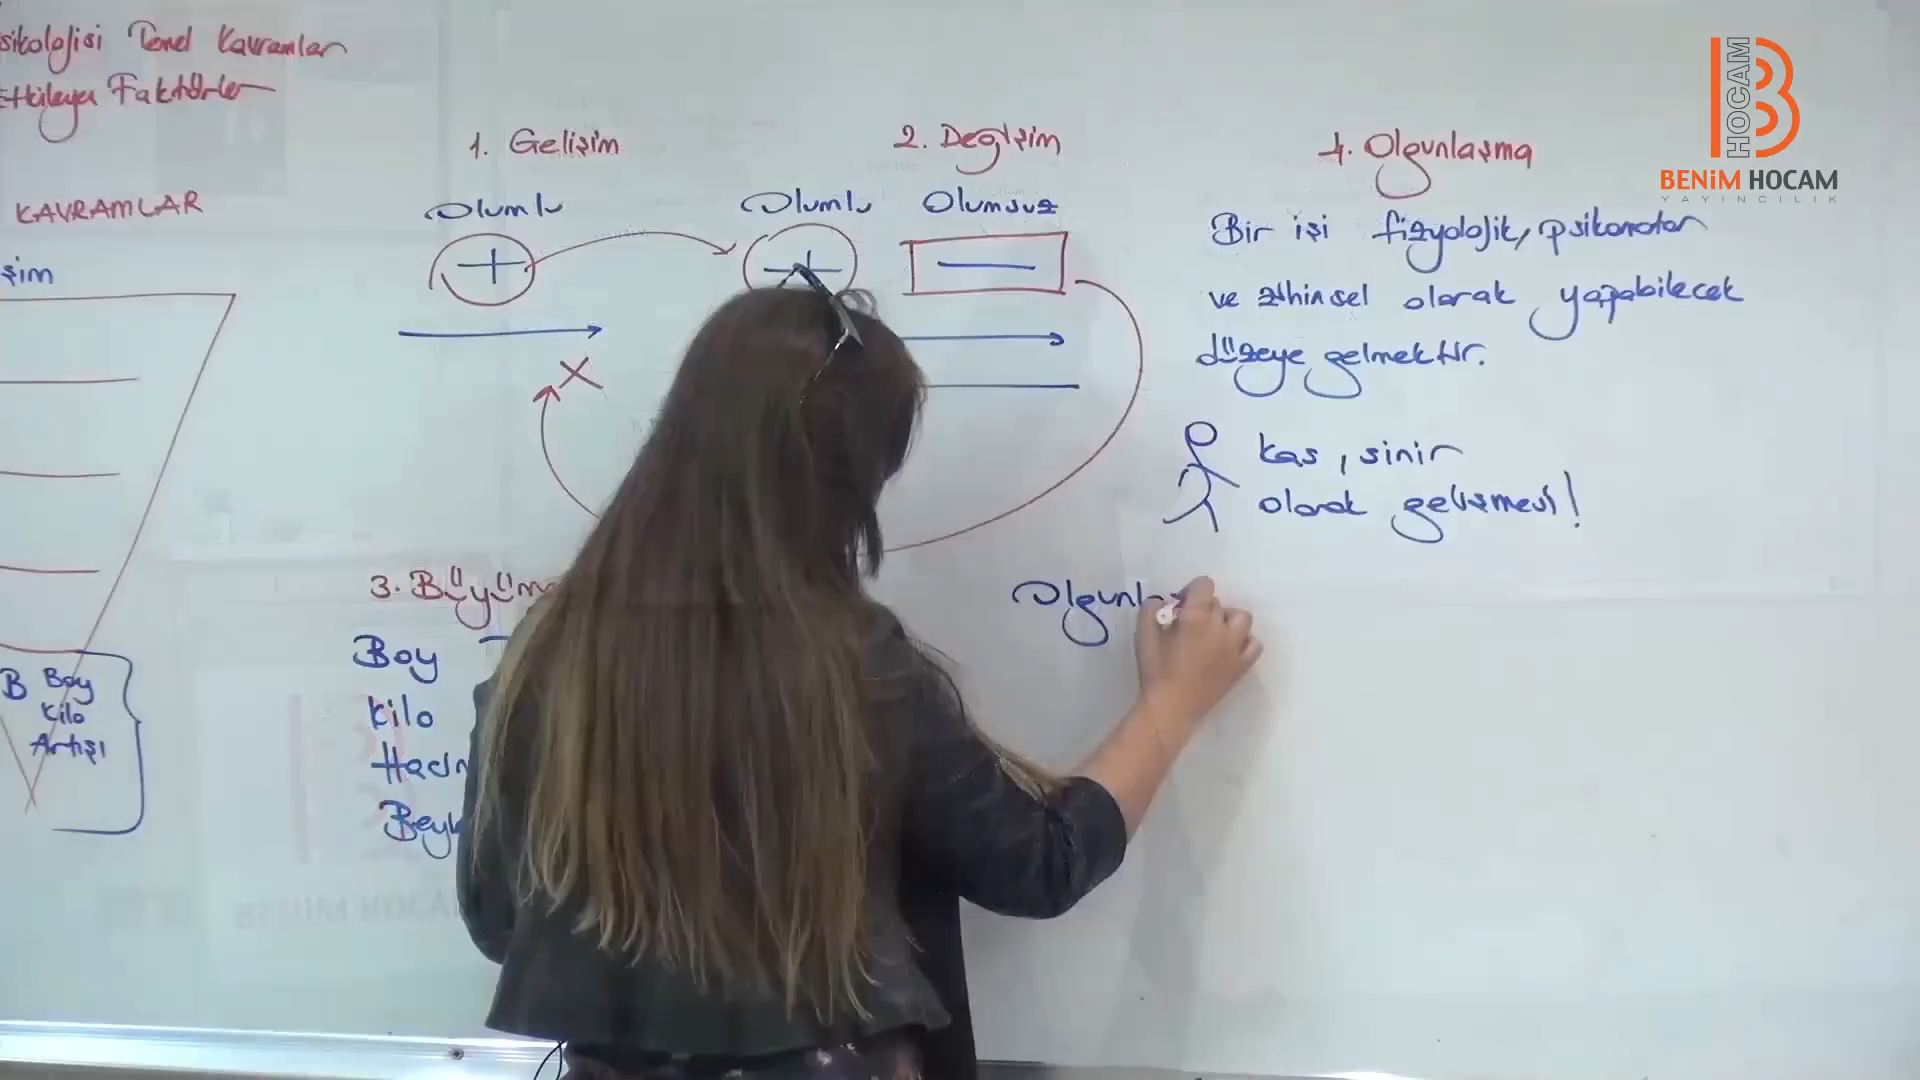 Temel Kavramlar
Etkileyen Faktörler
KAVRAMLAR
B Boy
Kilo
Artışı
1. Gelişim
Olumlu
+
2. Değişim
Olumlu Olumsuz
+ —
3. Büyüme
Boy
Kilo
4. Olgunlaşma
Bir işi fizyolojik, psikomotor
ve zihinsel olarak yapabilecek
düzeye gelmektir.
kas, sinir
olarak gelişmesi!
HOCAM
B
BENİM HOCAM
YAYINCILIK